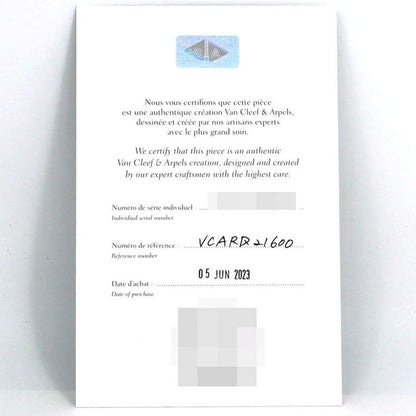 VCA
Nous vous certifions que cette pièce
est une authentique création Van Cleef & Arpels,
dessinée et créée par nos artisans experts
avec le plus grand soin.
We certify that this piece is an authentic
Van Cleef & Arpels creation, designed and created
by our expert craftsmen with the highest care.
Numéro de série individuel :
Individual serial number
Numéro de référence : VCARD21600
Reference number
05 JUN 2023
Date d'achat :
Date of purchase